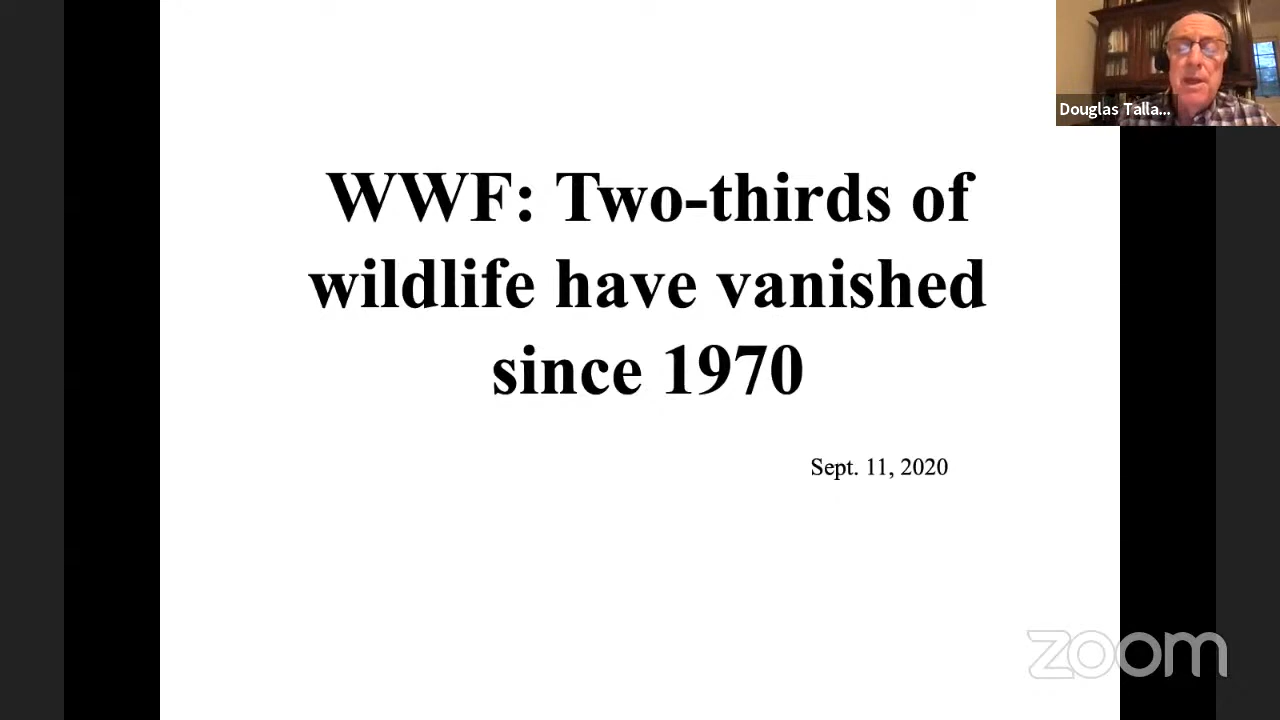 Douglas Talla...
WWF: Two-thirds of
wildlife have vanished
since 1970
Sept. 11, 2020
zoom